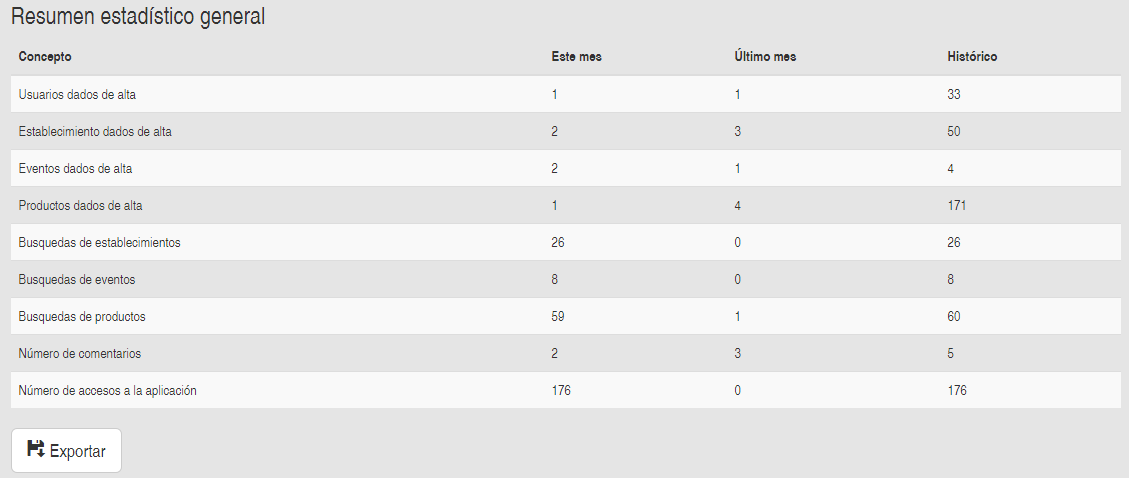 Resumen estadístico general
Concepto Este mes Último mes Histórico
Usuarios dados de alta 1 1 33
Establecimiento dados de alta 2 3 50
Eventos dados de alta 2 1 4
Productos dados de alta 1 4 171
Busquedas de establecimientos 26 0 26
Busquedas de eventos 8 0 8
Busquedas de productos 59 1 60
Número de comentarios 2 3 5
Número de accesos a la aplicación 176 0 176
Exportar